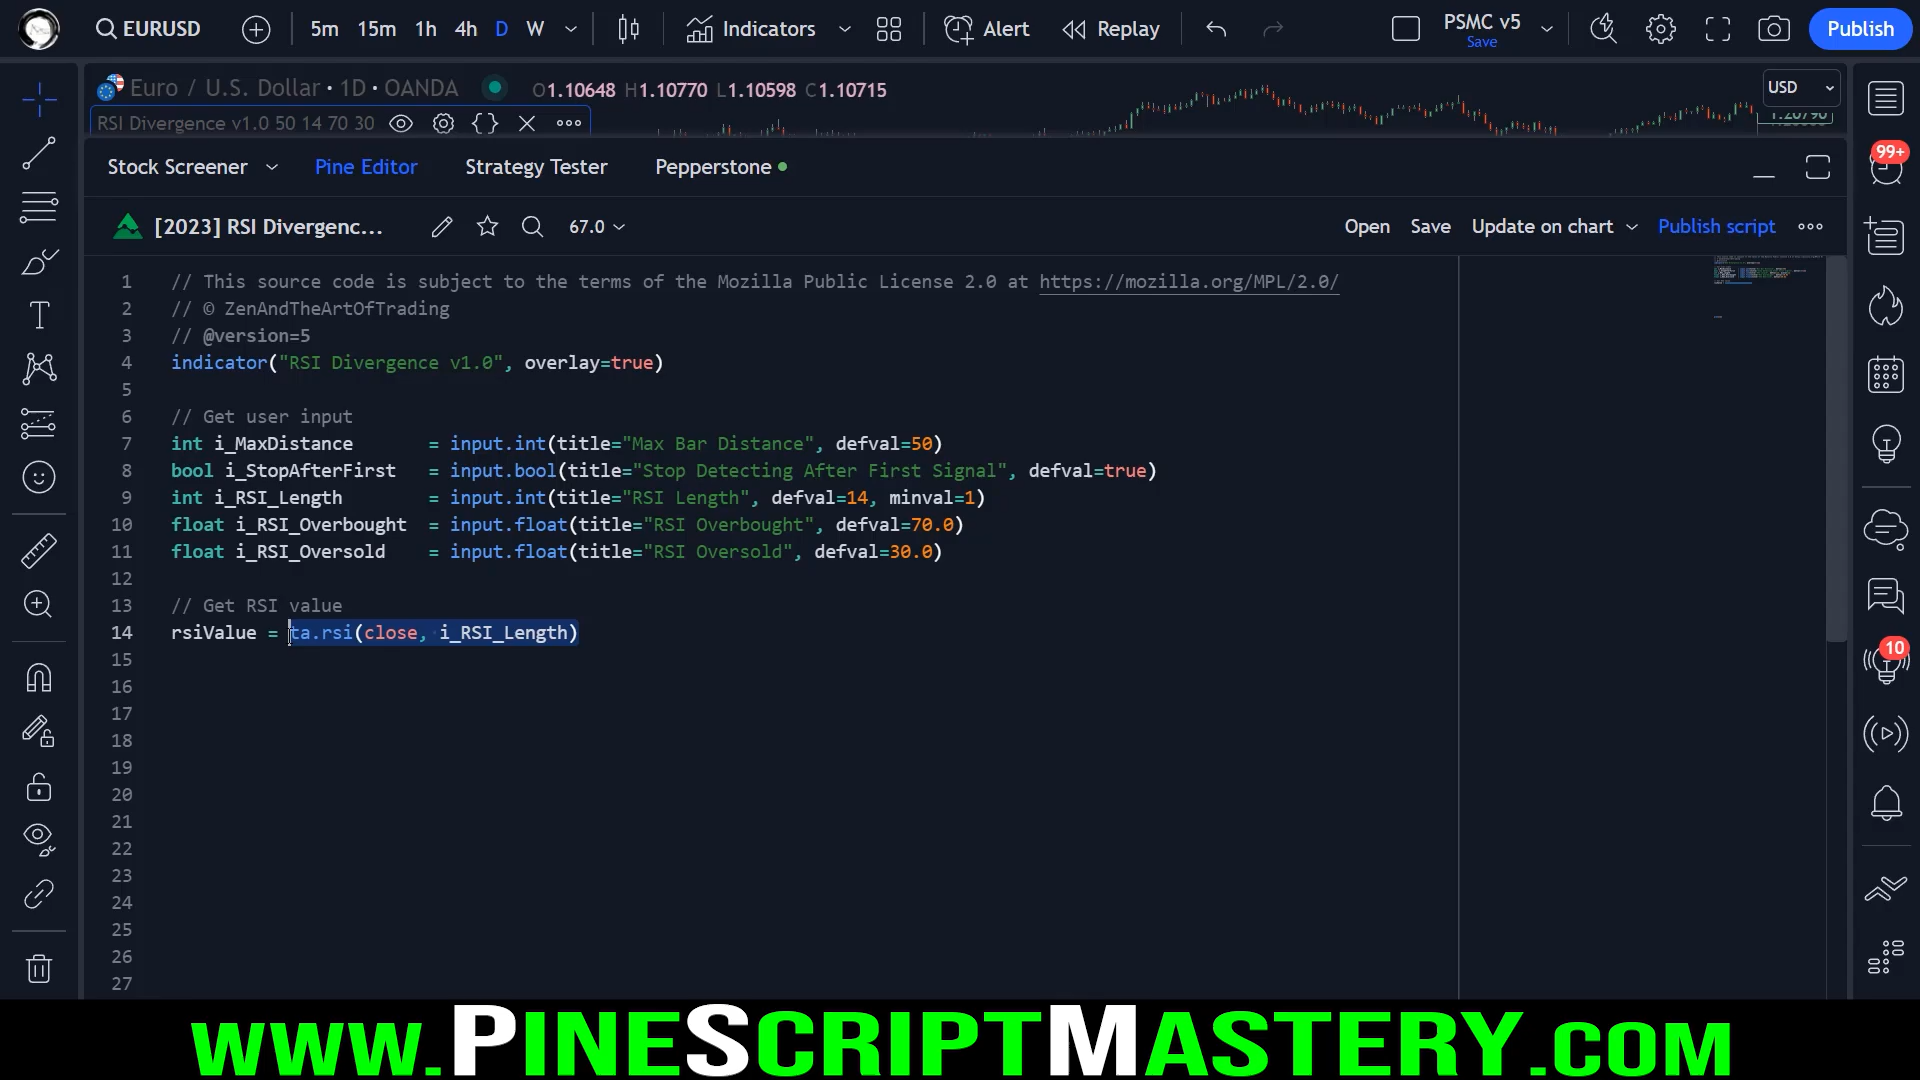 EURUSD 5m 15m 1h 4h D W Indicators Alert Replay PSMC v5 Publish
Save
Euro / U.S. Dollar · 1D · OANDA O1.10648 H1.10770 L1.10598 C1.10715 USD
RSI Divergence v1.0 50 14 70 30
99+
Stock Screener Pine Editor Strategy Tester Pepperstone
[2023] RSI Divergenc... 67.0 Open Save Update on chart Publish script
1 // This source code is subject to the terms of the Mozilla Public License 2.0 at https://mozilla.org/MPL/2.0/
2 // © ZenAndTheArtOfTrading
3 // @version=5
4 indicator("RSI Divergence v1.0", overlay=true)
5
6 // Get user input
7 int i_MaxDistance = input.int(title="Max Bar Distance", defval=50)
8 bool i_StopAfterFirst = input.bool(title="Stop Detecting After First Signal", defval=true)
9 int i_RSI_Length = input.int(title="RSI Length", defval=14, minval=1)
10 float i_RSI_Overbought = input.float(title="RSI Overbought", defval=70.0)
11 float i_RSI_Oversold = input.float(title="RSI Oversold", defval=30.0)
12
13 // Get RSI value
14 rsiValue = ta.rsi(close, i_RSI_Length)
10
15
16
17
18
19
20
21
22
23
24
25
26
27
www.PineScriptMastery.com